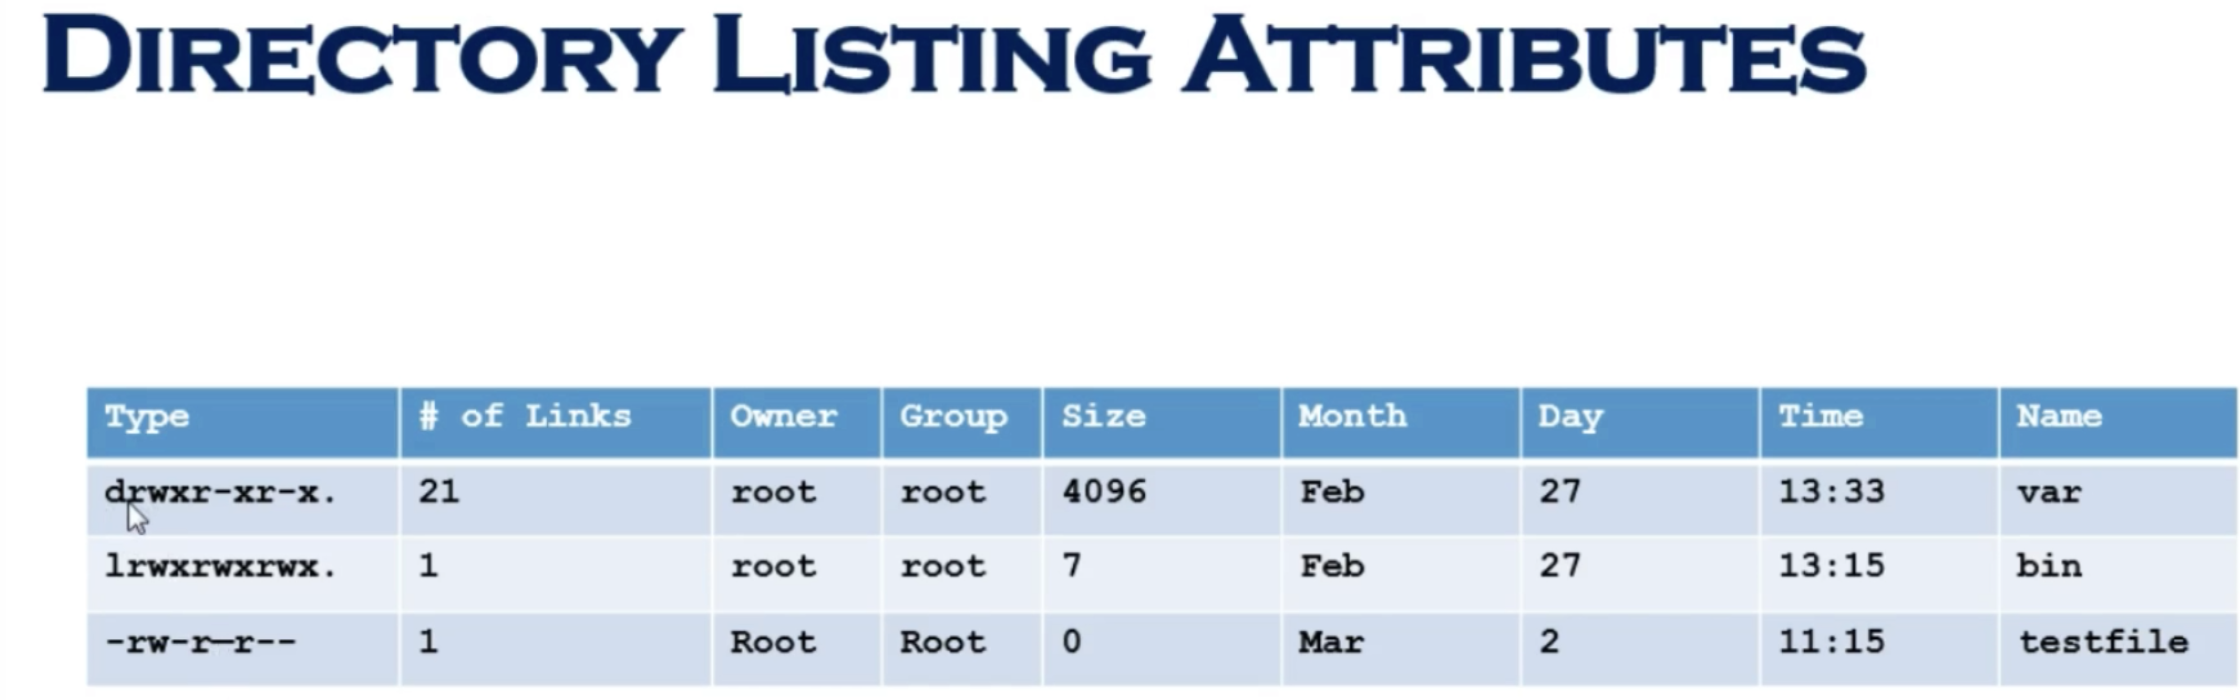 DIRECTORY LISTING ATTRIBUTES
Type # of Links Owner Group Size Month Day Time Name
drwxr-xr-x. 21 root root 4096 Feb 27 13:33 var
lrwxrwxrwx. 1 root root 7 Feb 27 13:15 bin
-rw-r—r-- 1 Root Root 0 Mar 2 11:15 testfile